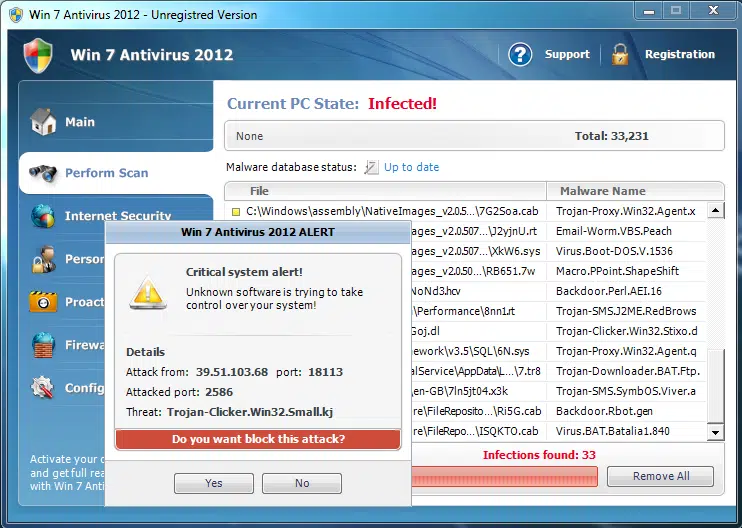 Win 7 Antivirus 2012 - Unregistred Version
Win 7 Antivirus 2012
Support
Registration
Main
Perform Scan
Internet Security
Person
Proact
Firewa
Config
Activate your c
and get full rea
with Win 7 Anti
Current PC State: Infected!
None Total: 33,231
Malware database status: Up to date
File Malware Name
C:\Windows\assembly\NativeImages_v2.0.5...\7G2Soa.cab Trojan-Proxy.Win32.Agent.x
ages_v2.0.507...\J2yjnU.rt Email-Worm.VBS.Peach
ages_v2.0.507...\XkW6.sys Virus.Boot-DOS.V.1536
ages_v2.0.50...\RB651.7w Macro.PPoint.ShapeShift
NoNd3.hcv Backdoor.Perl.AEI.16
\Performance\8nn1.rt Trojan-SMS.J2ME.RedBrows
Goj.dl Trojan-Clicker.Win32.Stixo.d
ework\v3.5\SQL\6N.sys Trojan-Proxy.Win32.Agent.q
alService\AppData\L...\7.tr8 Trojan-Downloader.BAT.Ftp.
en-GB\7ln5jt04.x3k Trojan-SMS.SymbOS.Viver.a
re\FileReposito...\Ri5G.cab Backdoor.Rbot.gen
re\FileRepo...\ISQKTO.cab Virus.BAT.Batalia1.840
Infections found: 33
Remove All
Win 7 Antivirus 2012 ALERT
Critical system alert!
Unknown software is trying to take
control over your system!
Details
Attack from: 39.51.103.68 port: 18113
Attacked port: 2586
Threat: Trojan-Clicker.Win32.Small.kj
Do you want block this attack?
Yes No